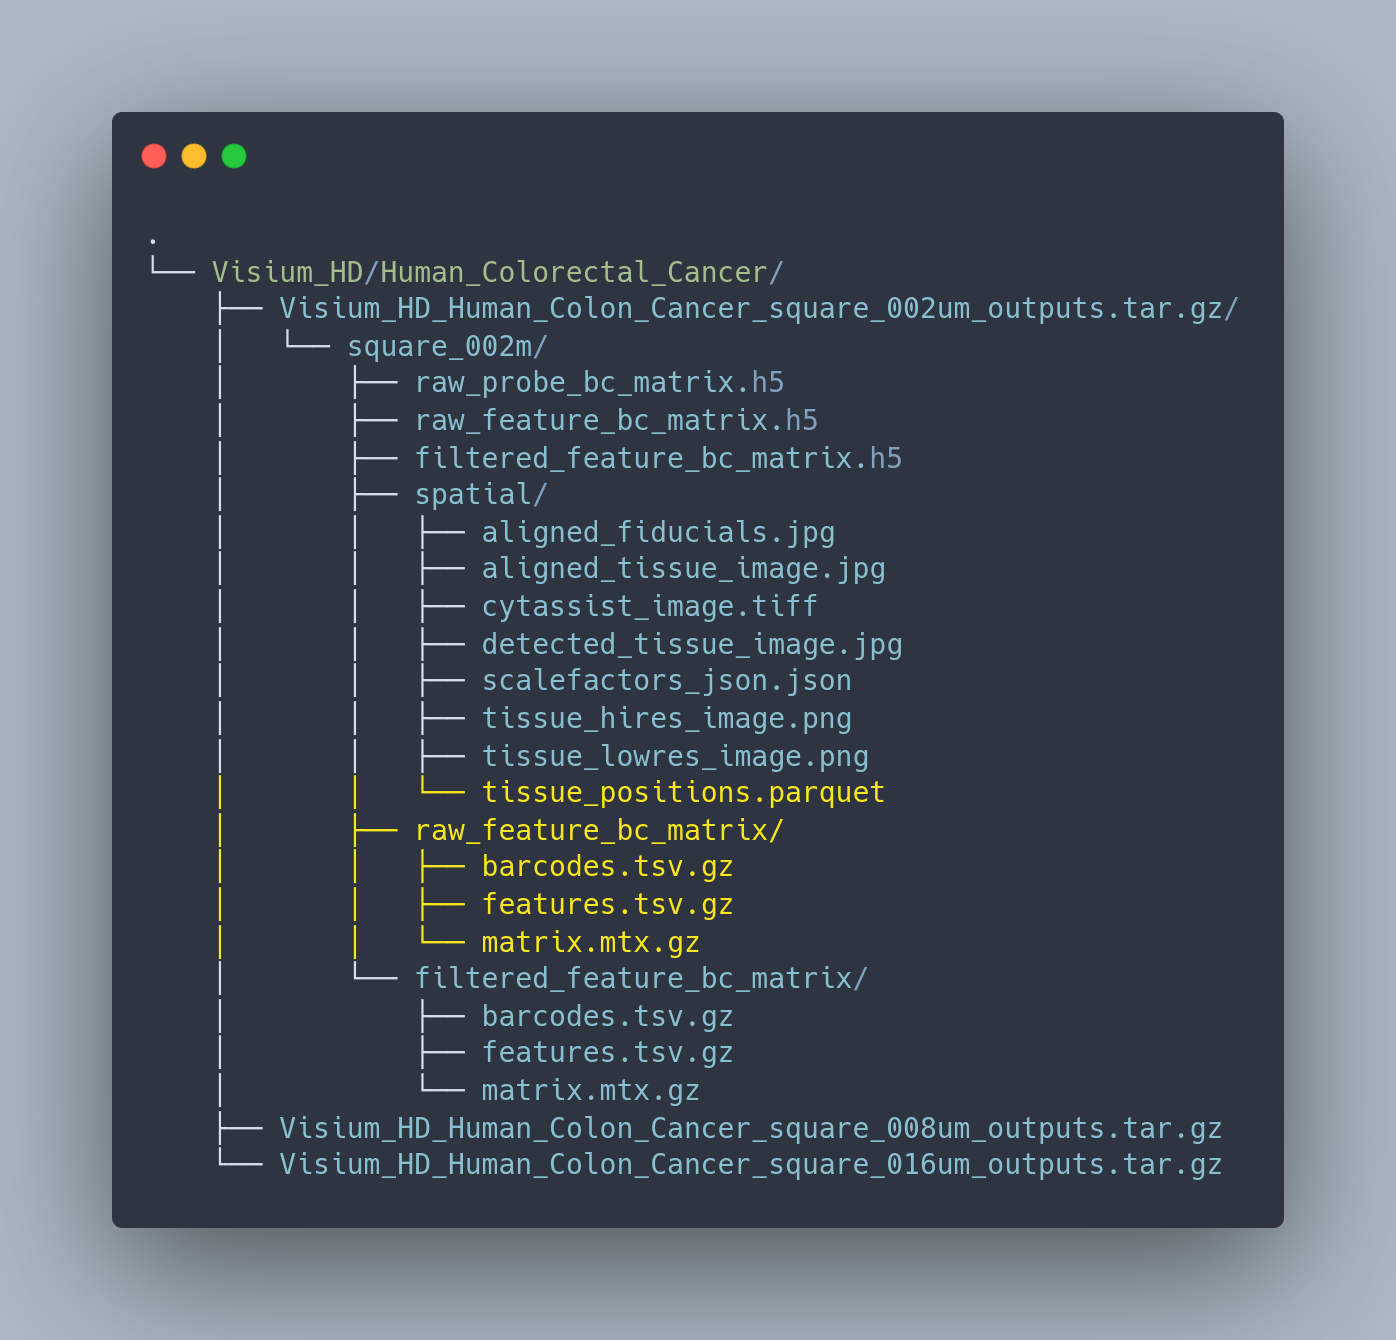 .
└── Visium_HD/Human_Colorectal_Cancer/
    ├── Visium_HD_Human_Colon_Cancer_square_002um_outputs.tar.gz/
    │   └── square_002m/
    │       ├── raw_probe_bc_matrix.h5
    │       ├── raw_feature_bc_matrix.h5
    │       ├── filtered_feature_bc_matrix.h5
    │       ├── spatial/
    │       │   ├── aligned_fiducials.jpg
    │       │   ├── aligned_tissue_image.jpg
    │       │   ├── cytassist_image.tiff
    │       │   ├── detected_tissue_image.jpg
    │       │   ├── scalefactors_json.json
    │       │   ├── tissue_hires_image.png
    │       │   ├── tissue_lowres_image.png
    │       │   └── tissue_positions.parquet
    │       ├── raw_feature_bc_matrix/
    │       │   ├── barcodes.tsv.gz
    │       │   ├── features.tsv.gz
    │       │   └── matrix.mtx.gz
    │       └── filtered_feature_bc_matrix/
    │           ├── barcodes.tsv.gz
    │           ├── features.tsv.gz
    │           └── matrix.mtx.gz
    ├── Visium_HD_Human_Colon_Cancer_square_008um_outputs.tar.gz
    └── Visium_HD_Human_Colon_Cancer_square_016um_outputs.tar.gz